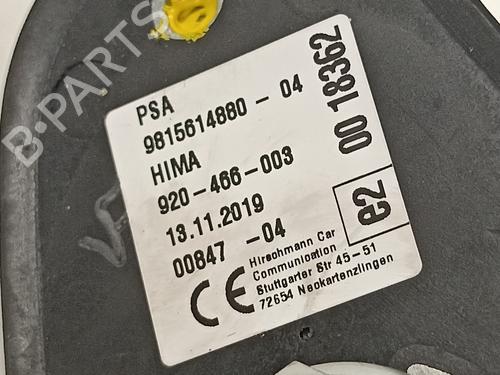 PSA
9815614880-04
HIMA
920-466-003
13.11.2019
00847 -04
CE
Hirschmann Car
Communication
Stuttgarter Str 45-51
72654 Neokartenzlingen
e2
00 18362
B-PARTS